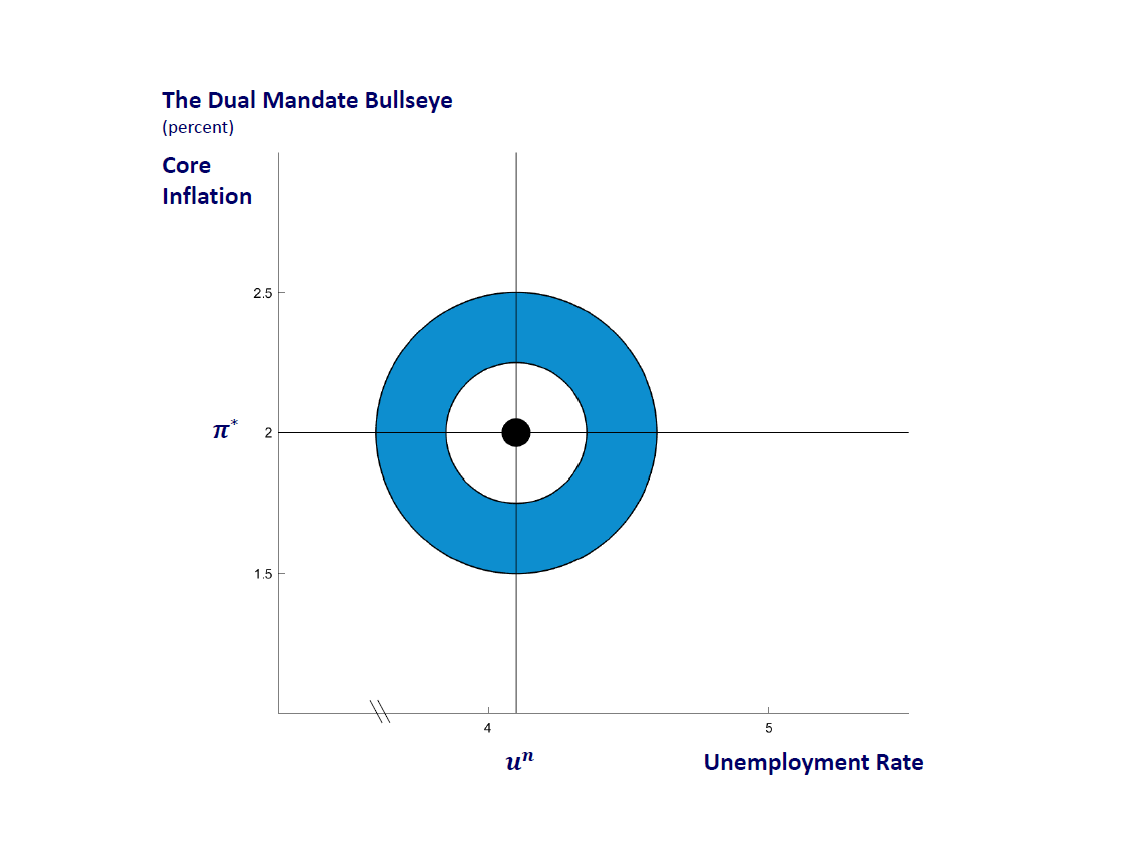 The Dual Mandate Bullseye
(percent)
Core
Inflation
2.5
π* 2
1.5
4 5
uⁿ Unemployment Rate